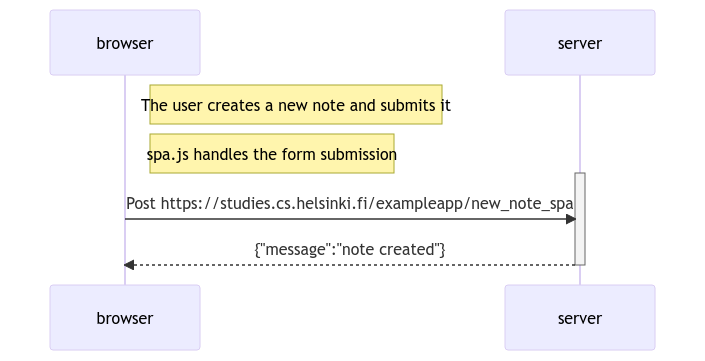 browser
server
The user creates a new note and submits it
spa.js handles the form submission
Post https://studies.cs.helsinki.fi/exampleapp/new_note_spa
{"message":"note created"}
browser
server